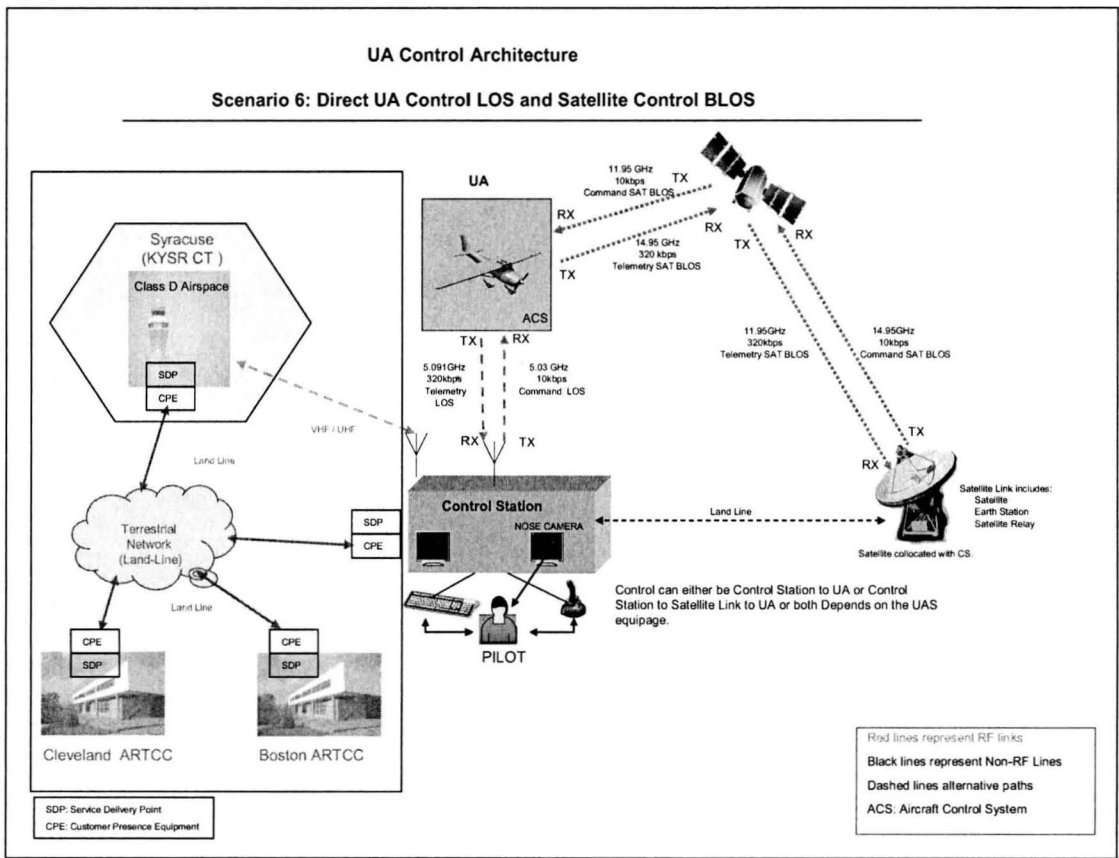 UA Control Architecture
Scenario 6: Direct UA Control LOS and Satellite Control BLOS
UA
11.95 GHz
10kbps
Command SAT BLOS
TX
RX
14.95 GHz
320 kbps
Telemetry SAT BLOS
TX
RX
TX
RX
ACS
Syracuse
(KYSR CT )
Class D Airspace
SDP
CPE
TX
RX
5.091GHz
320kbps
Telemetry
LOS
5.03 GHz
10kbps
Command LOS
11.95GHz
320kbps
Telemetry SAT BLOS
14.95GHz
10kbps
Command SAT BLOS
VHF / UHF
RX
TX
TX
RX
Land Line
Control Station
NOSE CAMERA
Land Line
Satellite Link includes:
Satellite
Earth Station
Satellite Relay
Satellite collocated with CS.
Terrestrial
Network
(Land-Line)
SDP
CPE
Land Line
Control can either be Control Station to UA or Control
Station to Satellite Link to UA or both Depends on the UAS
equipage.
PILOT
CPE
SDP
CPE
SDP
Cleveland ARTCC
Boston ARTCC
Red lines represent RF links
Black lines represent Non-RF Lines
Dashed lines alternative paths
ACS: Aircraft Control System
SDP: Service Delivery Point
CPE: Customer Presence Equipment